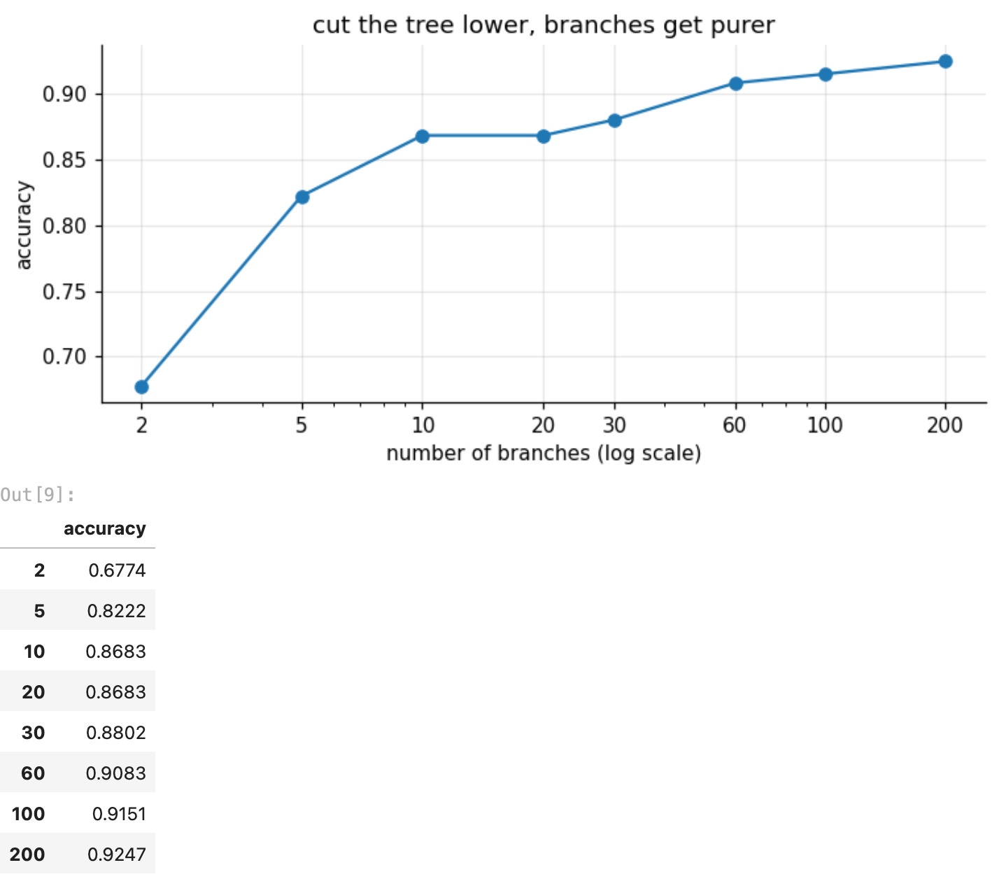 cut the tree lower, branches get purer
0.90
0.85
0.80
0.75
0.70
accuracy
2 5 10 20 30 60 100 200
number of branches (log scale)
Out[9]:
accuracy
2 0.6774
5 0.8222
10 0.8683
20 0.8683
30 0.8802
60 0.9083
100 0.9151
200 0.9247